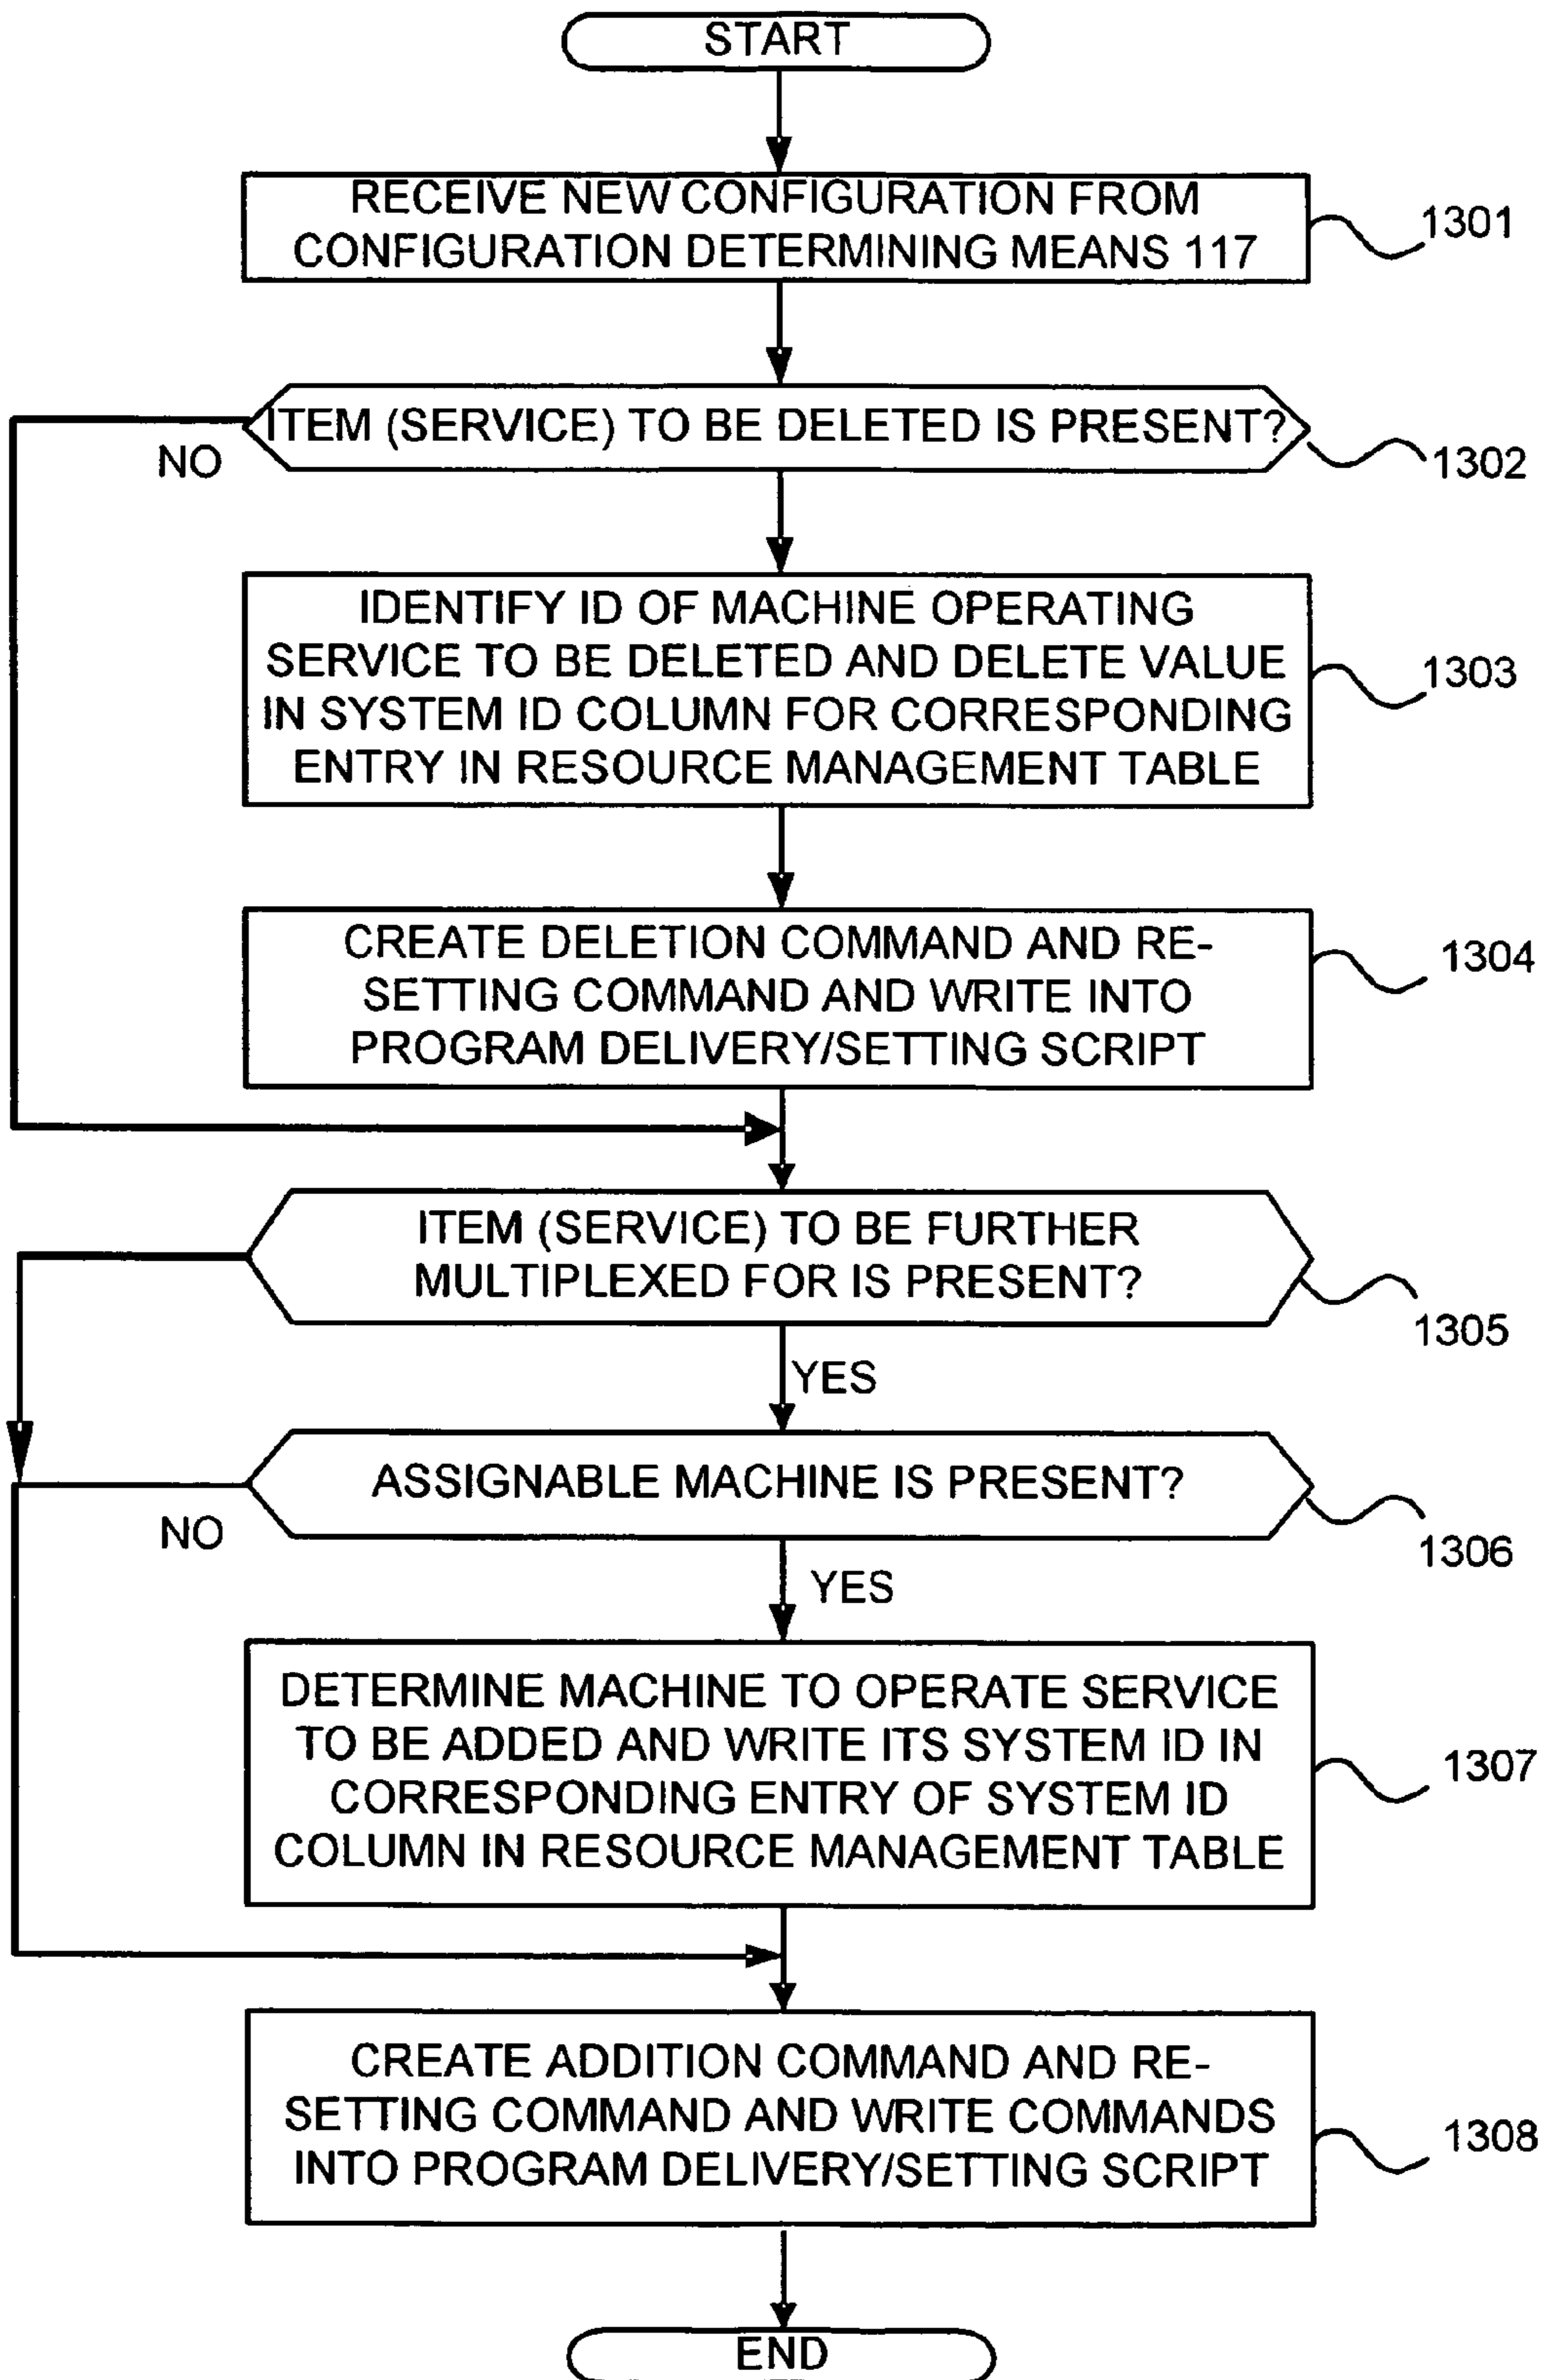 START
RECEIVE NEW CONFIGURATION FROM
CONFIGURATION DETERMINING MEANS 117
1301
ITEM (SERVICE) TO BE DELETED IS PRESENT?
NO
1302
IDENTIFY ID OF MACHINE OPERATING
SERVICE TO BE DELETED AND DELETE VALUE
IN SYSTEM ID COLUMN FOR CORRESPONDING
ENTRY IN RESOURCE MANAGEMENT TABLE
1303
CREATE DELETION COMMAND AND RE-
SETTING COMMAND AND WRITE INTO
PROGRAM DELIVERY/SETTING SCRIPT
1304
ITEM (SERVICE) TO BE FURTHER
MULTIPLEXED FOR IS PRESENT?
1305
YES
ASSIGNABLE MACHINE IS PRESENT?
NO
1306
YES
DETERMINE MACHINE TO OPERATE SERVICE
TO BE ADDED AND WRITE ITS SYSTEM ID IN
CORRESPONDING ENTRY OF SYSTEM ID
COLUMN IN RESOURCE MANAGEMENT TABLE
1307
CREATE ADDITION COMMAND AND RE-
SETTING COMMAND AND WRITE COMMANDS
INTO PROGRAM DELIVERY/SETTING SCRIPT
1308
END